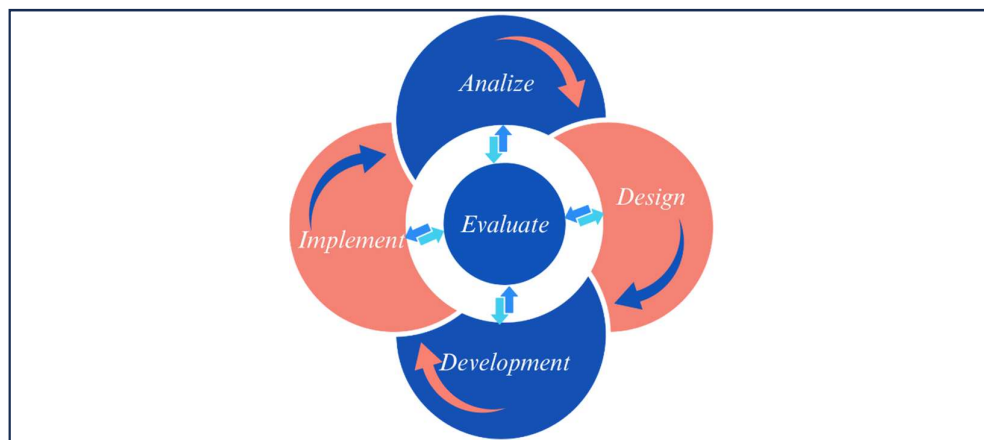 Analize
Design
Evaluate
Implement
Development